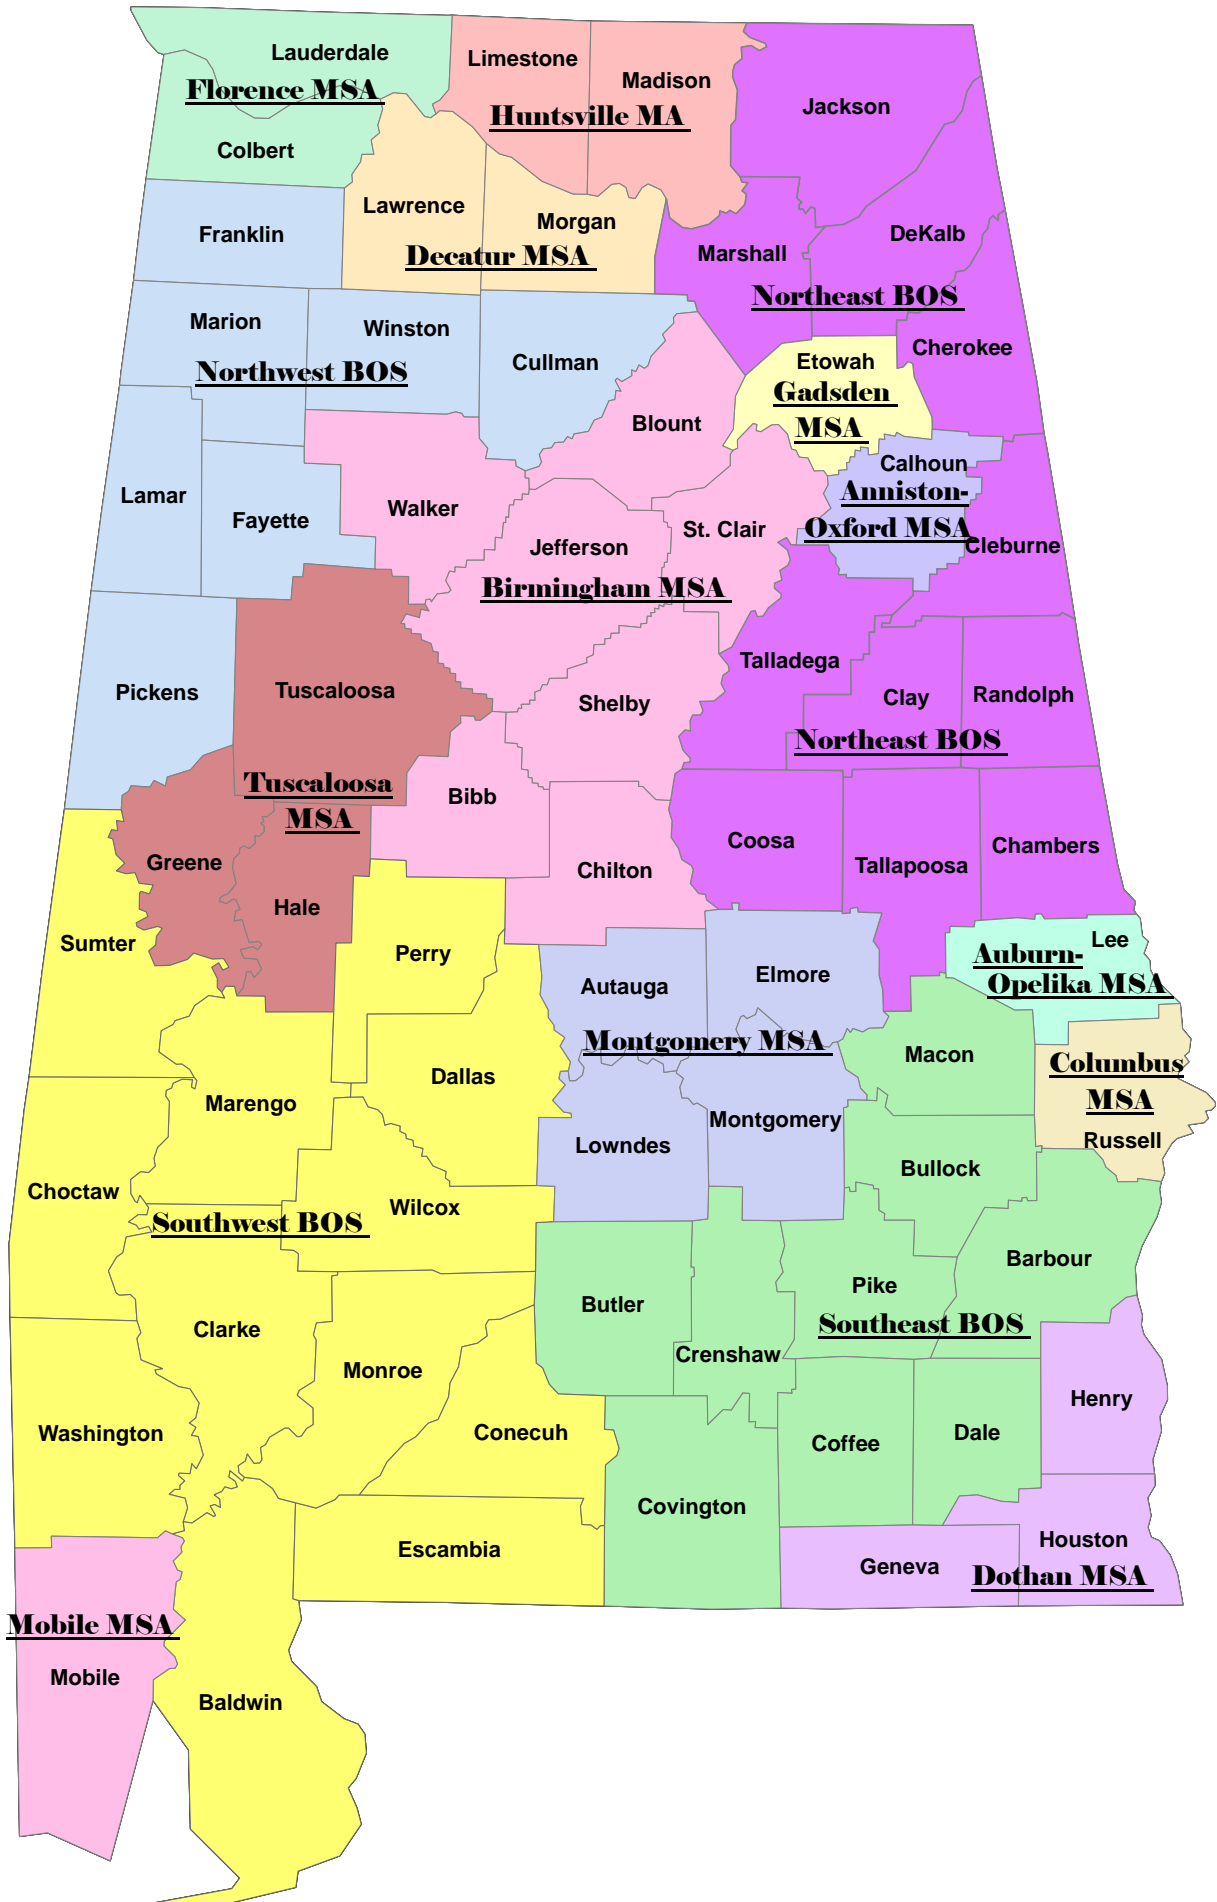 Lauderdale
Limestone
Madison
Florence MSA
Jackson
Huntsville MA
Colbert
Lawrence
Morgan
Franklin
DeKalb
Marshall
Decatur MSA
Northeast BOS
Marion
Winston
Cherokee
Cullman
Etowah
Northwest BOS
Gadsden
MSA
Blount
Calhoun
Lamar
Anniston-
Oxford MSA
Walker
Fayette
St. Clair
Jefferson
Cleburne
Birmingham MSA
Talladega
Pickens
Tuscaloosa
Clay
Randolph
Shelby
Northeast BOS
Tuscaloosa
MSA
Bibb
Coosa
Chambers
Greene
Tallapoosa
Chilton
Hale
Sumter
Lee
Perry
Auburn-
Opelika MSA
Elmore
Autauga
Montgomery MSA
Macon
Columbus
MSA
Dallas
Marengo
Montgomery
Russell
Lowndes
Bullock
Choctaw
Wilcox
Southwest BOS
Barbour
Pike
Butler
Southeast BOS
Clarke
Crenshaw
Monroe
Henry
Washington
Conecuh
Dale
Coffee
Covington
Houston
Escambia
Geneva
Dothan MSA
Mobile MSA
Mobile
Baldwin